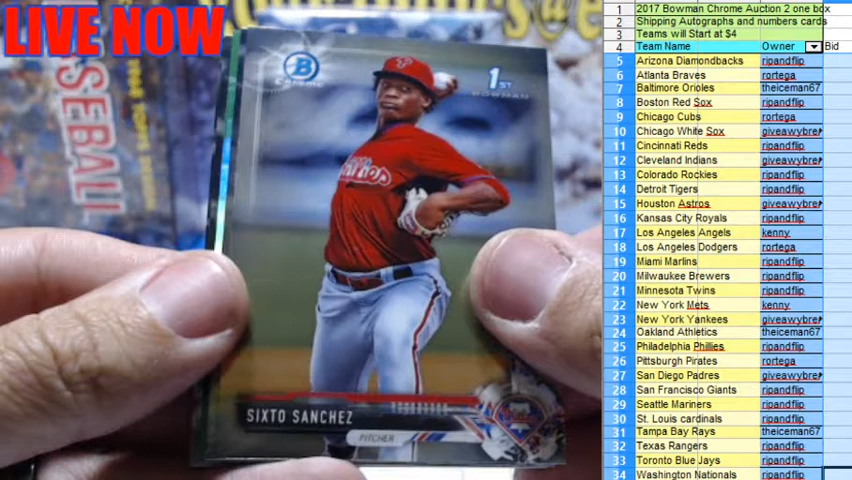 LIVE NOW
BASEBALL
Chrome
1ST
BOWMAN
Phillies
SIXTO SANCHEZ
PITCHER
1 2017 Bowman Chrome Auction 2 one box
2 Shipping Autographs and numbers cards
3 Teams will Start at $4
4 Team Name Owner Bid
5 Arizona Diamondbacks ripandflip
6 Atlanta Braves rortega
7 Baltimore Orioles theiceman67
8 Boston Red Sox ripandflip
9 Chicago Cubs rortega
10 Chicago White Sox giveawybre
11 Cincinnati Reds ripandflip
12 Cleveland Indians giveawybre
13 Colorado Rockies ripandflip
14 Detroit Tigers ripandflip
15 Houston Astros giveawybre
16 Kansas City Royals ripandflip
17 Los Angeles Angels kenny
18 Los Angeles Dodgers rortega
19 Miami Marlins ripandflip
20 Milwaukee Brewers ripandflip
21 Minnesota Twins ripandflip
22 New York Mets kenny
23 New York Yankees giveawybre
24 Oakland Athletics theiceman67
25 Philadelphia Phillies ripandflip
26 Pittsburgh Pirates rortega
27 San Diego Padres giveawybre
28 San Francisco Giants ripandflip
29 Seattle Mariners ripandflip
30 St. Louis cardinals ripandflip
31 Tampa Bay Rays theiceman67
32 Texas Rangers ripandflip
33 Toronto Blue Jays ripandflip
34 Washington Nationals ripandflip